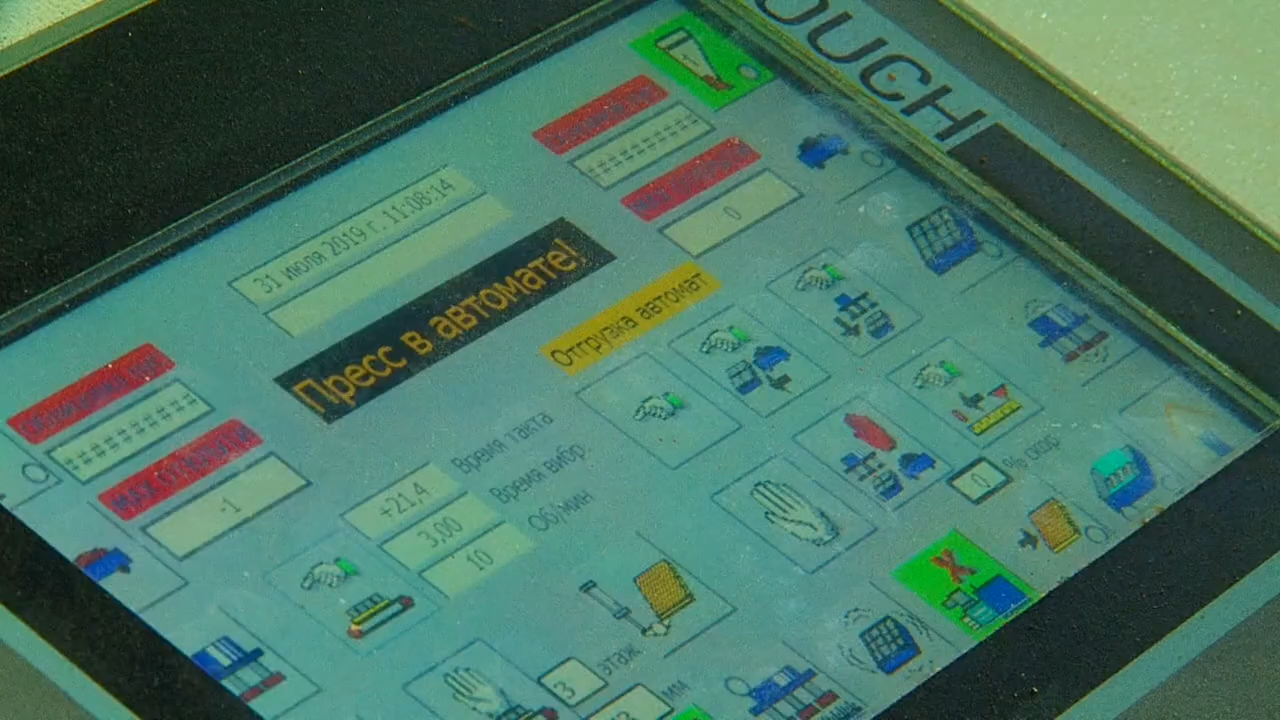 OUCH
31 июля 2019 г. 11:08:14
Пресс в автомате!
Отгрузка автомат
########
0
########
-1
+21,4 Время такта
3,00 Время вибр.
10 Об/мин
0 % скор
3 этаж
мм